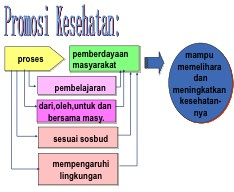 Promosi Kesehatan:
proses
pemberdayaan
masyarakat
mampu
memelihara
dan
meningkatkan
kesehatan-
nya
pembelajaran
dari,oleh,untuk dan
bersama masy.
sesuai sosbud
mempengaruhi
lingkungan